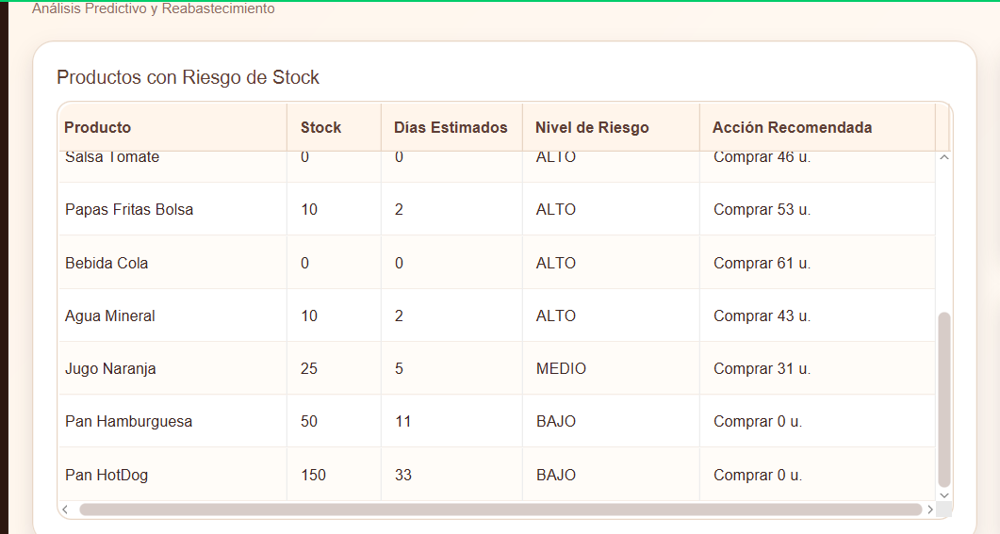 Análisis Predictivo y Reabastecimiento
Productos con Riesgo de Stock
Producto Stock Días Estimados Nivel de Riesgo Acción Recomendada
Salsa Tomate 0 0 ALTO Comprar 46 u.
Papas Fritas Bolsa 10 2 ALTO Comprar 53 u.
Bebida Cola 0 0 ALTO Comprar 61 u.
Agua Mineral 10 2 ALTO Comprar 43 u.
Jugo Naranja 25 5 MEDIO Comprar 31 u.
Pan Hamburguesa 50 11 BAJO Comprar 0 u.
Pan HotDog 150 33 BAJO Comprar 0 u.